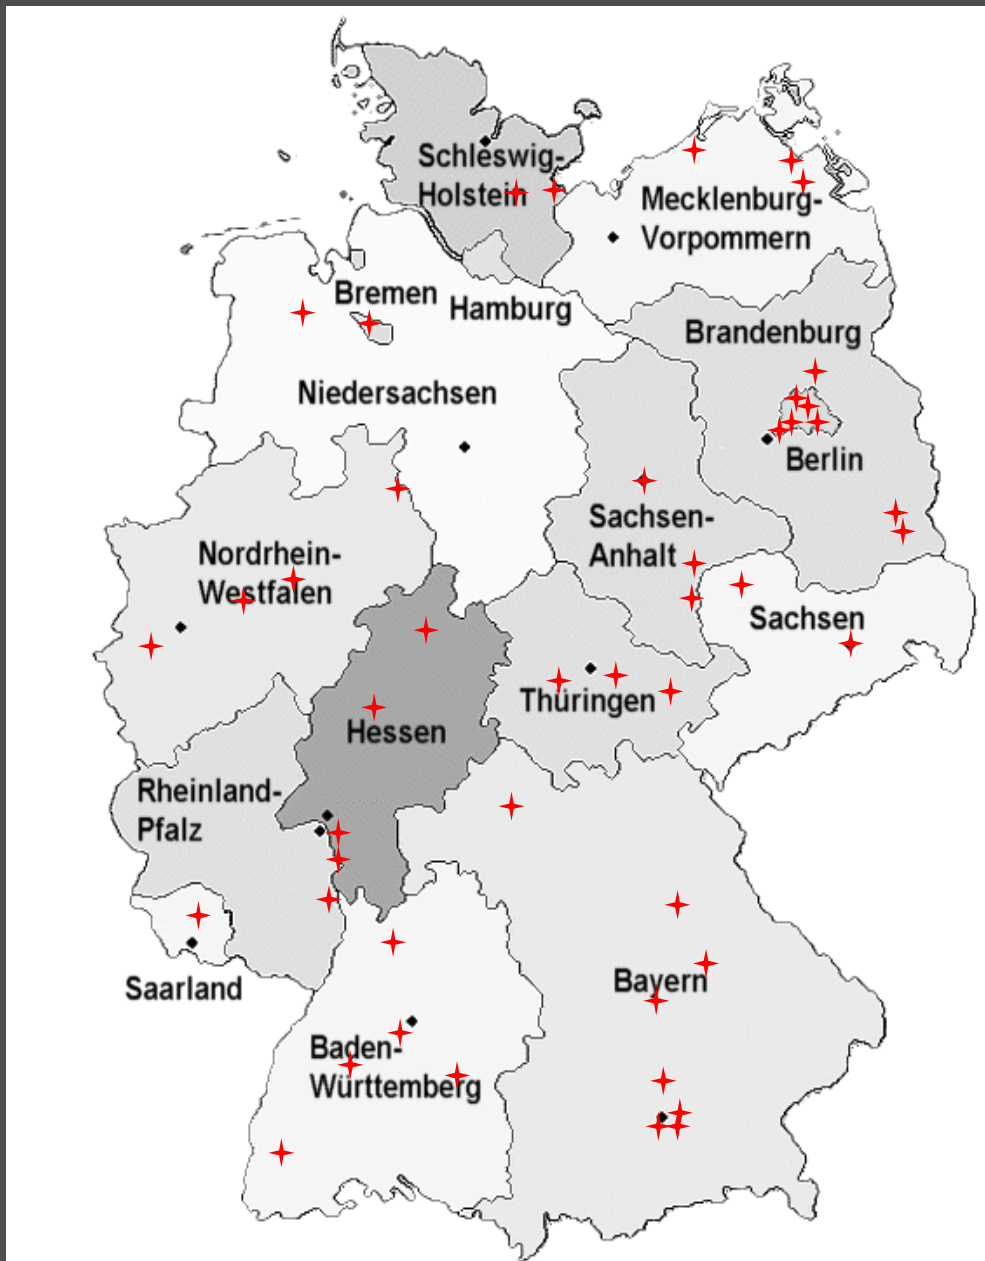 Schleswig-
Holstein
Mecklenburg-
Vorpommern
Bremen
Hamburg
Brandenburg
Niedersachsen
Berlin
Sachsen-
Anhalt
Nordrhein-
Westfalen
Sachsen
Thüringen
Hessen
Rheinland-
Pfalz
Saarland
Bayern
Baden-
Württemberg